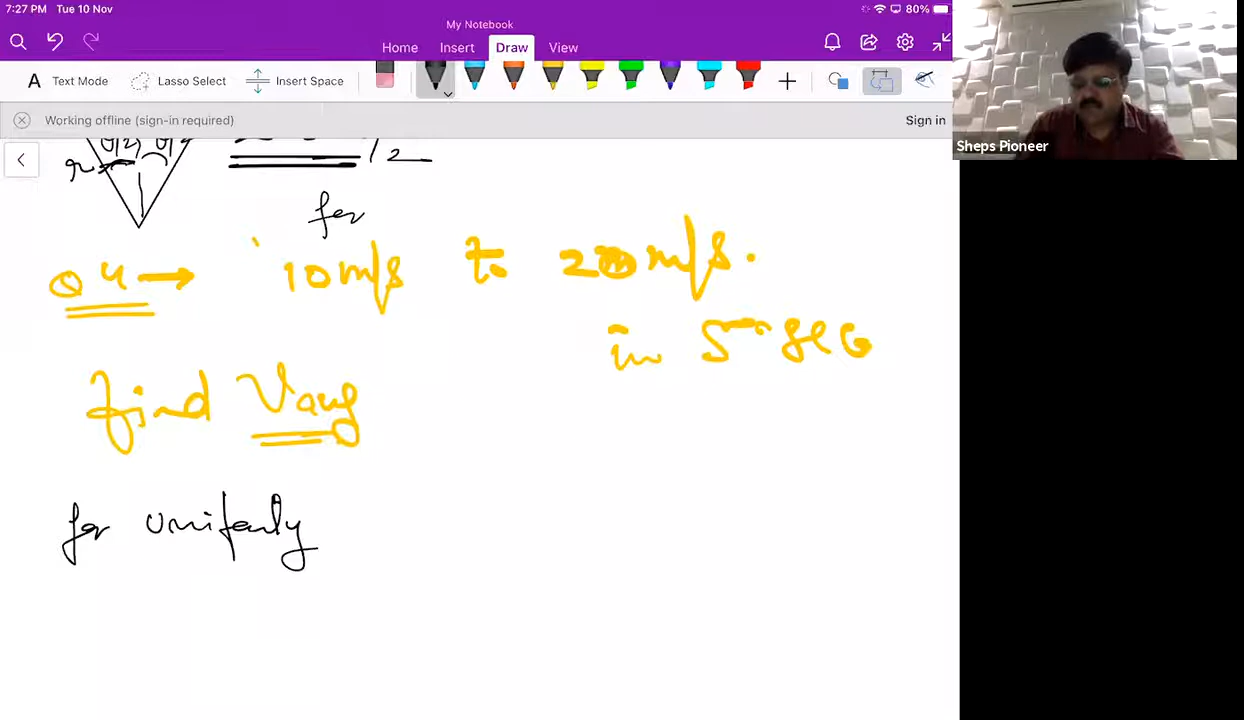 7:27 PM Tue 10 Nov
80%
My Notebook
Home Insert Draw View
Text Mode Lasso Select Insert Space
Working offline (sign-in required) Sign in
Sheps Pioneer
for
Q4 → 10m/s to 20m/s.
in 5 sec
find Vavg
for unifenly